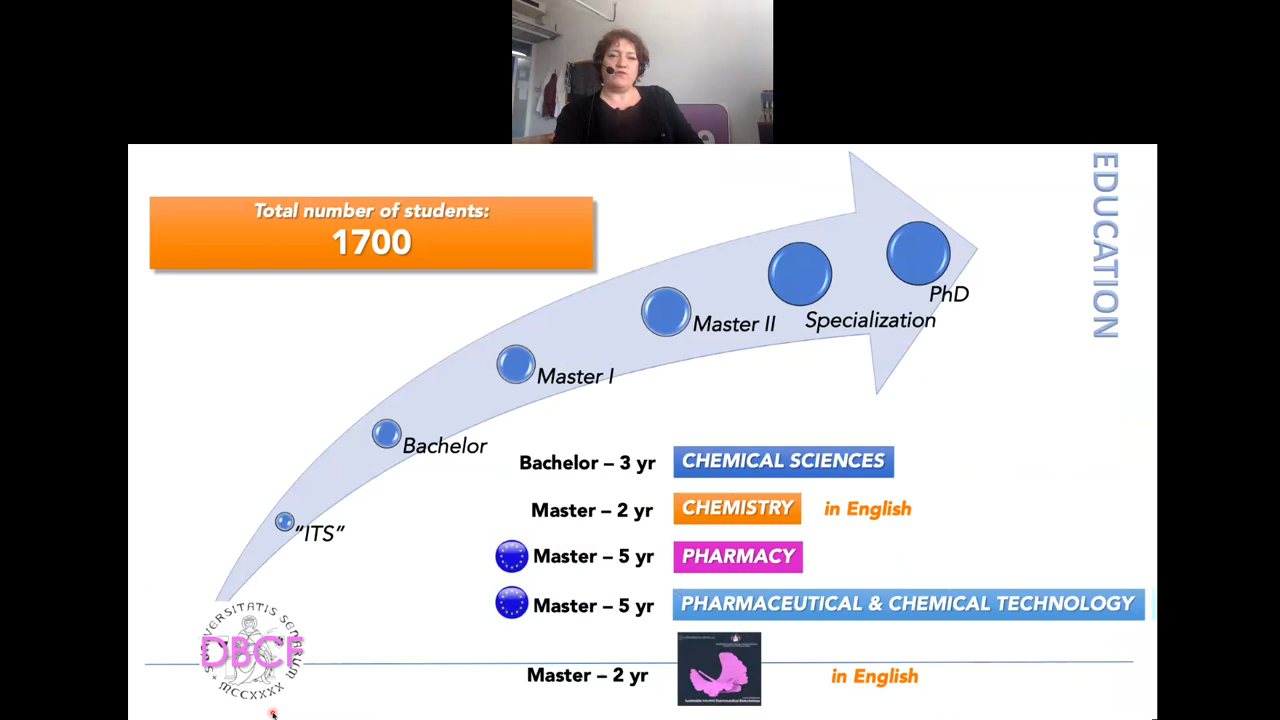 EDUCATION
Total number of students:
1700
PhD
Specialization
Master II
Master I
Bachelor
"ITS"
Bachelor – 3 yr CHEMICAL SCIENCES
Master – 2 yr CHEMISTRY in English
Master – 5 yr PHARMACY
Master – 5 yr PHARMACEUTICAL & CHEMICAL TECHNOLOGY
DBCF
MCCXXXX
Master – 2 yr in English